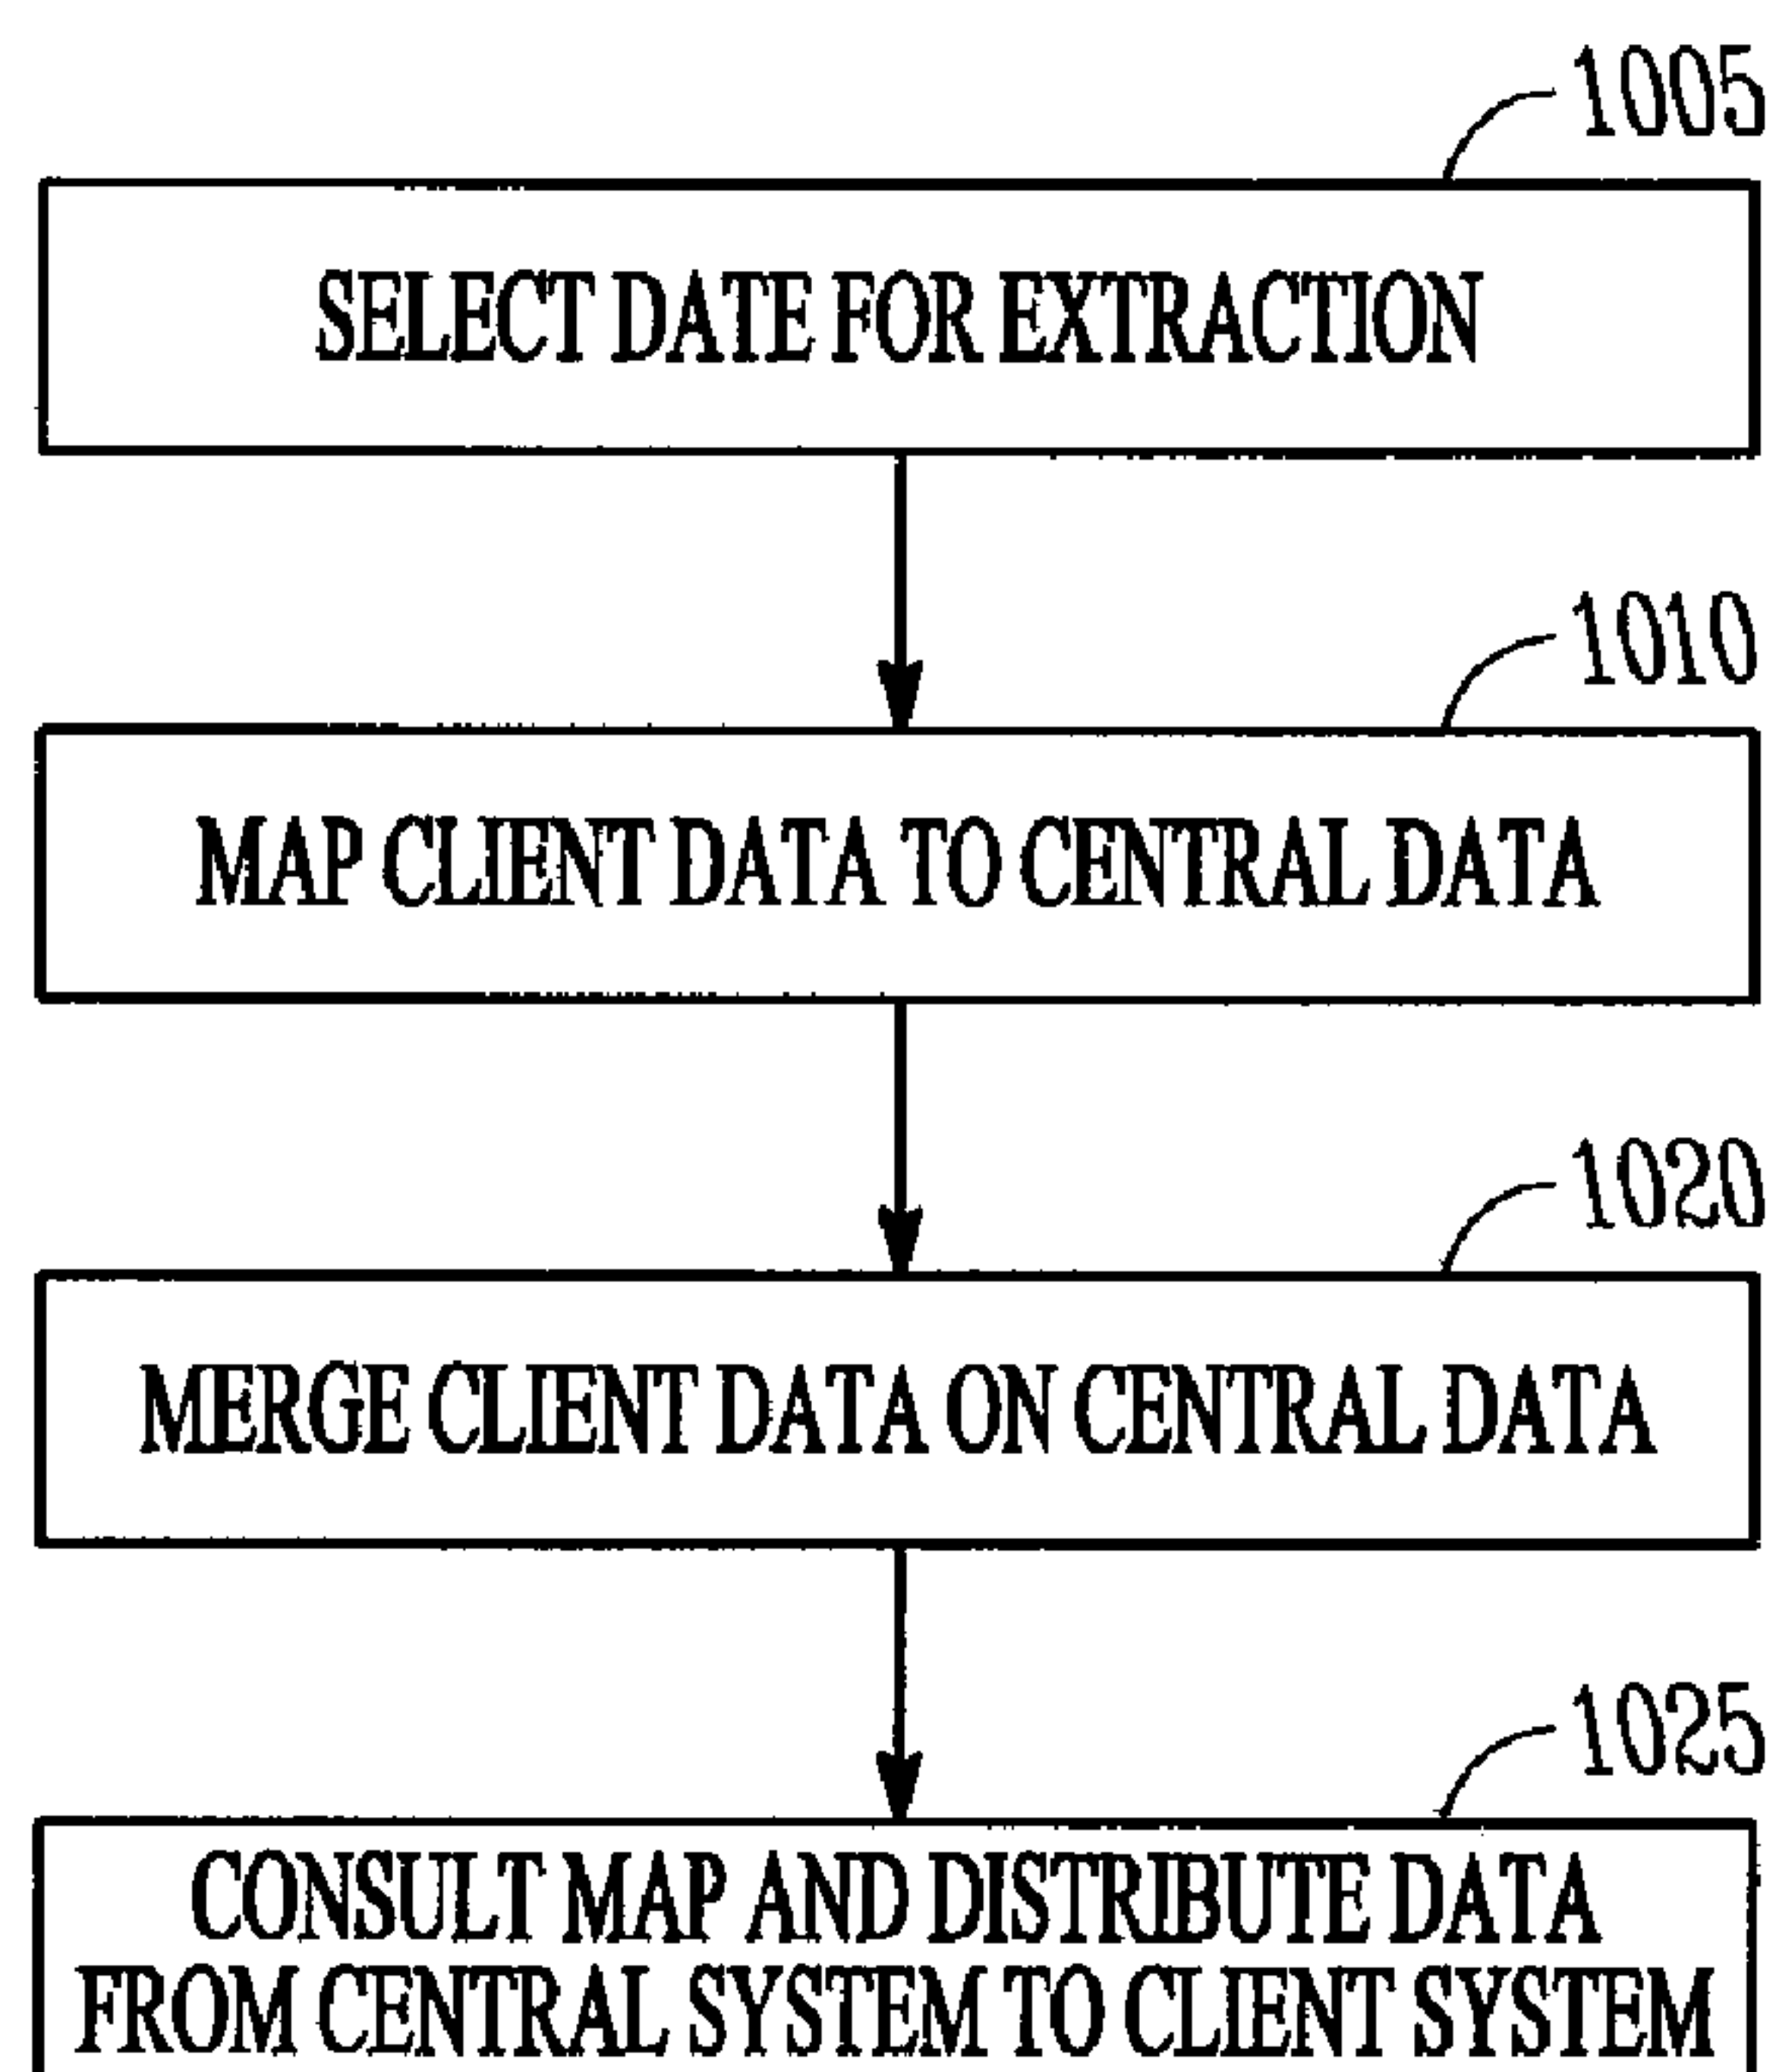 1005
SELECT DATE FOR EXTRACTION
1010
MAP CLIENT DATA TO CENTRAL DATA
1020
MERGE CLIENT DATA ON CENTRAL DATA
1025
CONSULT MAP AND DISTRIBUTE DATA
FROM CENTRAL SYSTEM TO CLIENT SYSTEM